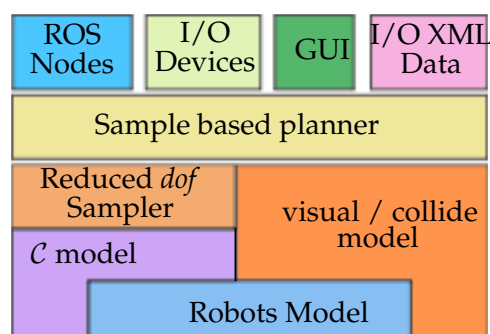 ROS
Nodes
I/O
Devices
GUI
I/O XML
Data
Sample based planner
Reduced dof
Sampler
visual / collide
model
𝒞 model
Robots Model